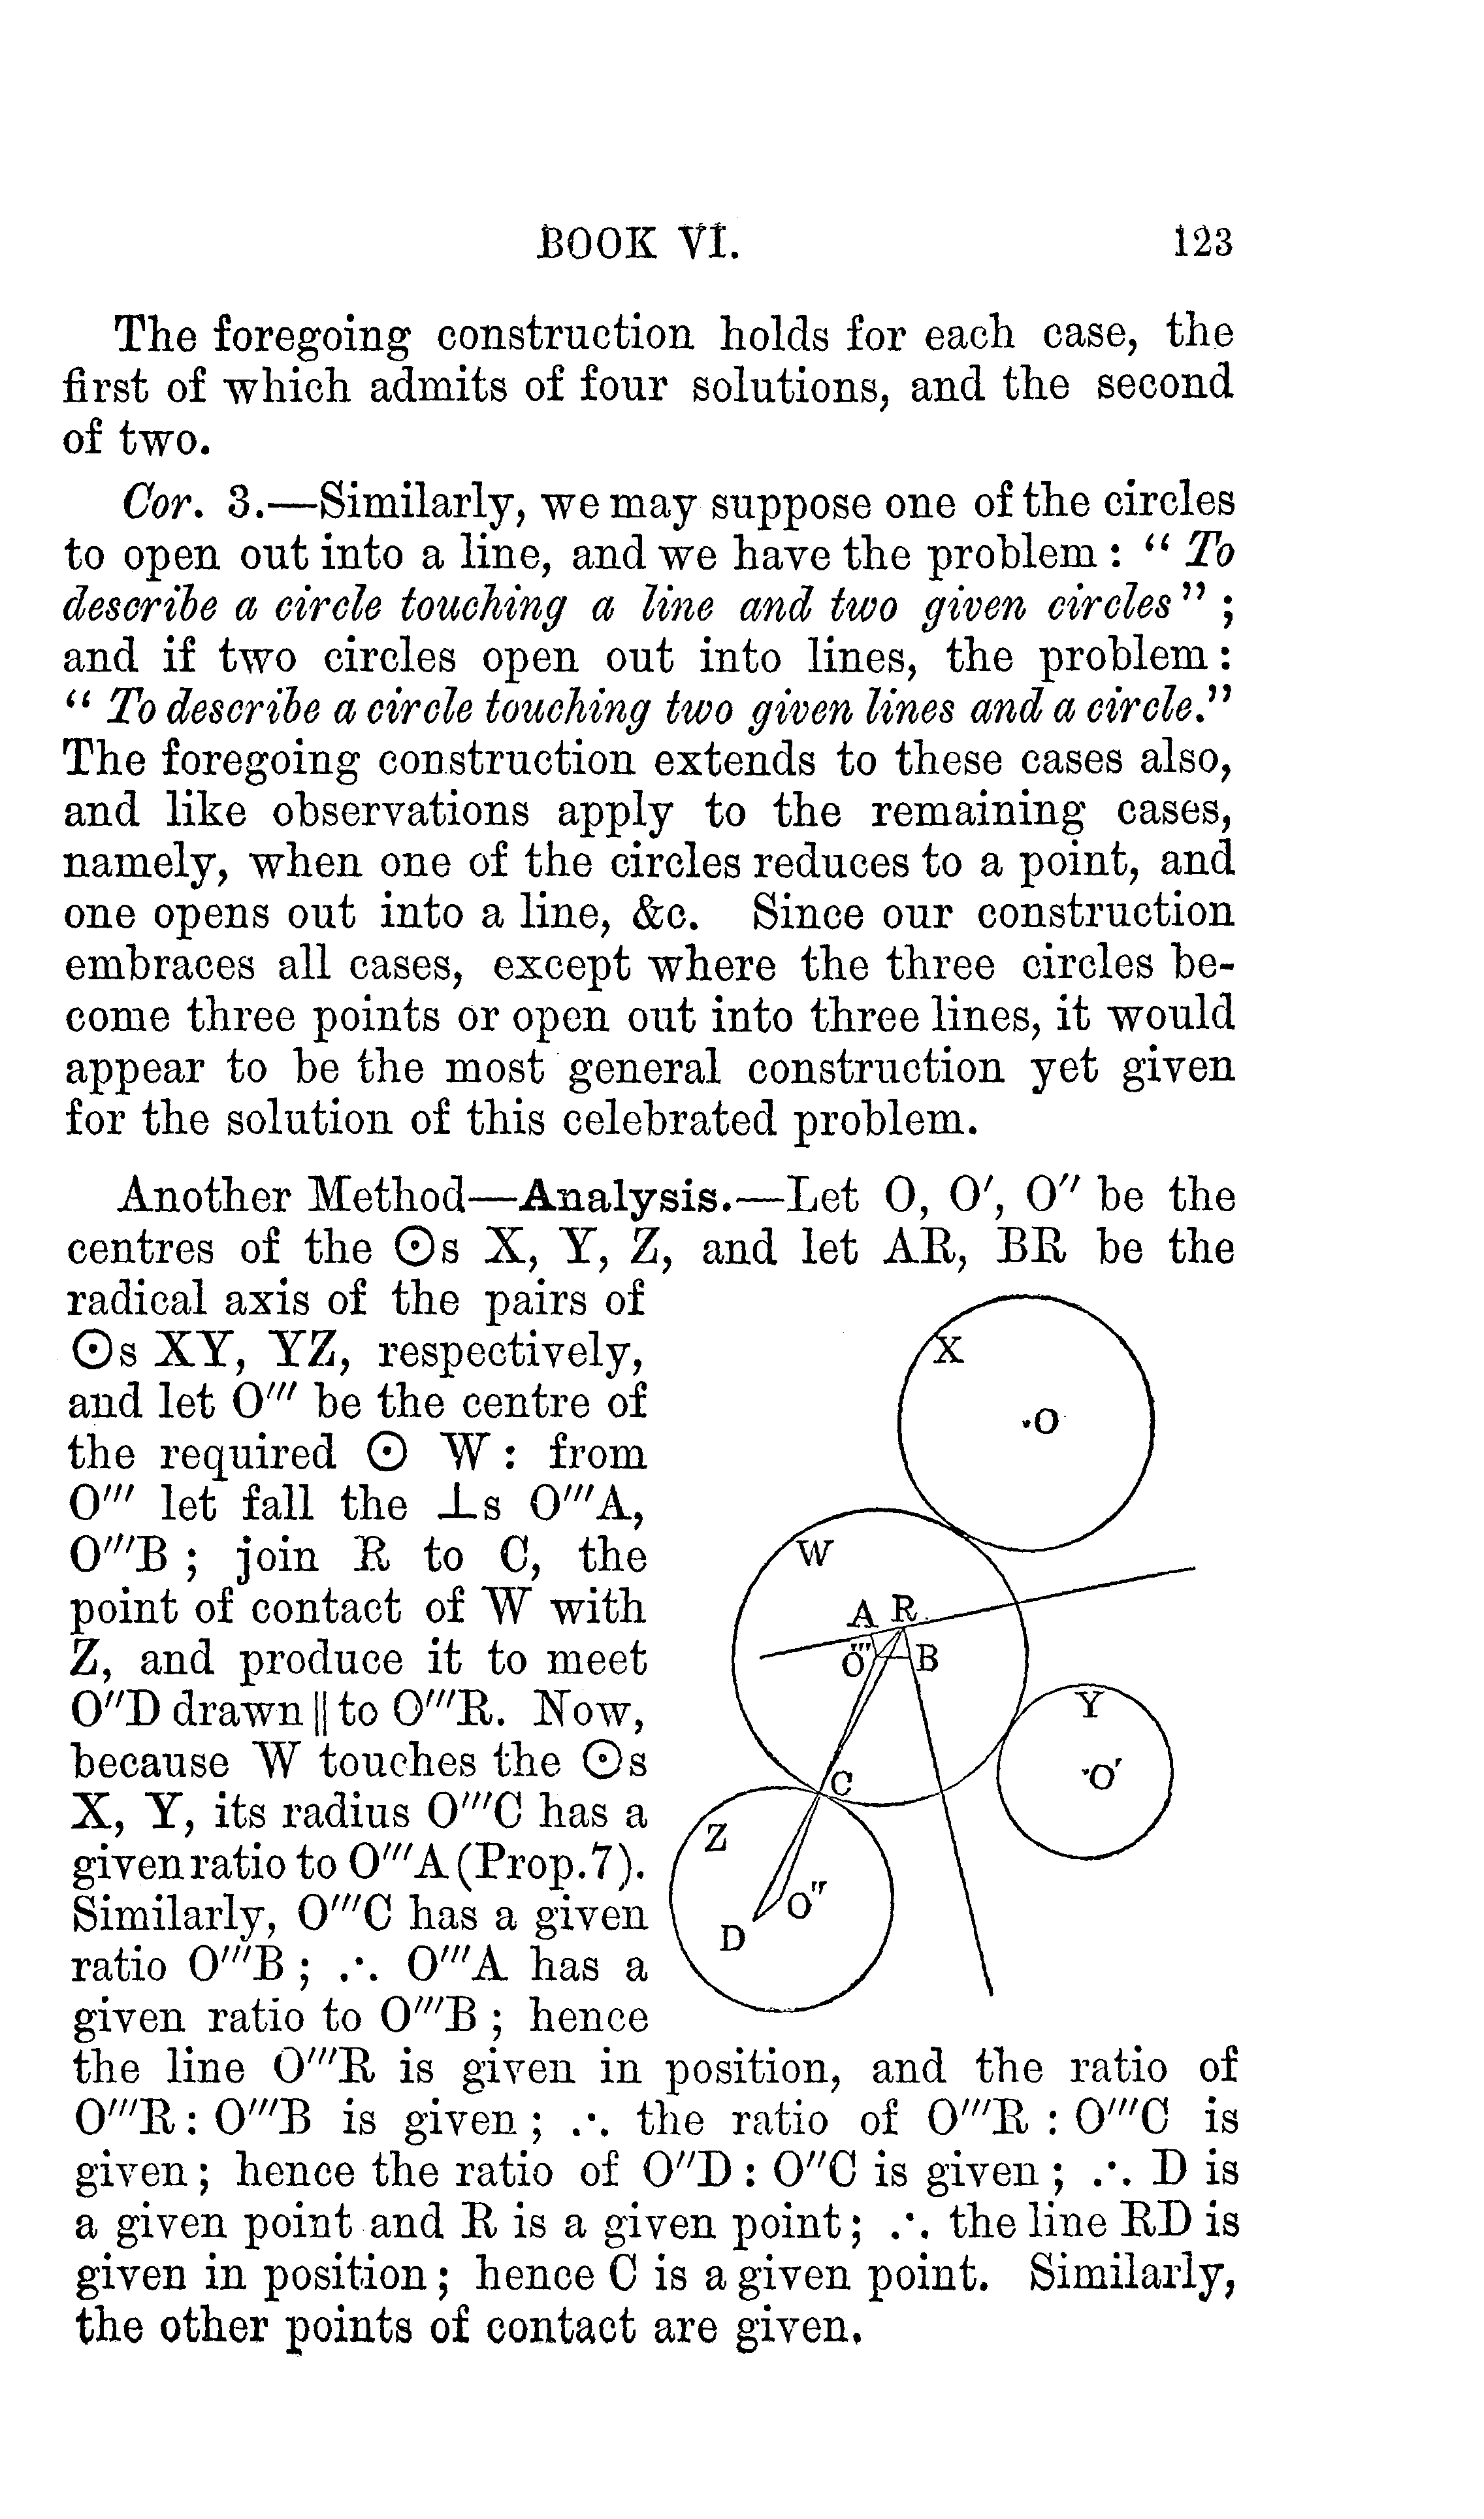 BOOK VI. 123
The foregoing construction holds for each case, the
first of which admits of four solutions, and the second
of two.
Cor. 3.—Similarly, we may suppose one of the circles
to open out into a line, and we have the problem: “ To
describe a circle touching a line and two given circles” ;
and if two circles open out into lines, the problem:
“ To describe a circle touching two given lines and a circle.”
The foregoing construction extends to these cases also,
and like observations apply to the remaining cases,
namely, when one of the circles reduces to a point, and
one opens out into a line, &c. Since our construction
embraces all cases, except where the three circles be-
come three points or open out into three lines, it would
appear to be the most general construction yet given
for the solution of this celebrated problem.
Another Method—Analysis.—Let O, O′, O″ be the
centres of the ⊙s X, Y, Z, and let AR, BR be the
radical axis of the pairs of
⊙s XY, YZ, respectively,
and let O‴ be the centre of
the required ⊙ W: from
O‴ let fall the ⊥s O‴A,
O‴B ; join R to C, the
point of contact of W with
Z, and produce it to meet
O″D drawn ∥ to O‴R. Now,
because W touches the ⊙s
X, Y, its radius O‴C has a
given ratio to O‴A (Prop. 7).
Similarly, O‴C has a given
ratio O‴B ; ∴ O‴A has a
given ratio to O‴B ; hence
the line O‴R is given in position, and the ratio of
O‴R : O‴B is given ; ∴ the ratio of O‴R : O‴C is
given ; hence the ratio of O″D : O″C is given ; ∴ D is
a given point and R is a given point ; ∴ the line RD is
given in position ; hence C is a given point. Similarly,
the other points of contact are given.
X
O
W
A R
O‴ B
Y
O′
C
Z
O″
D